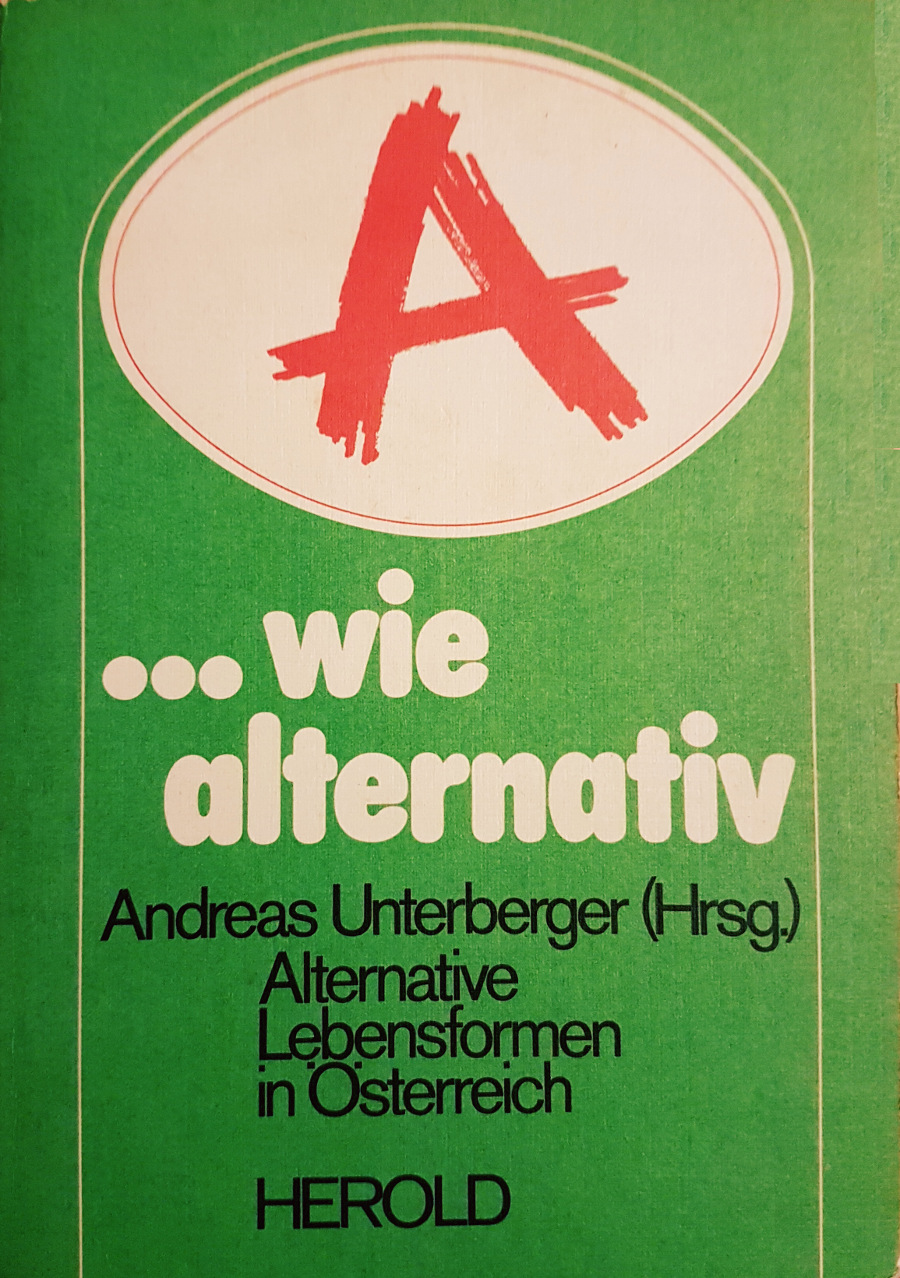 A
... wie
alternativ
Andreas Unterberger (Hrsg.)
Alternative
Lebensformen
in Österreich
HEROLD